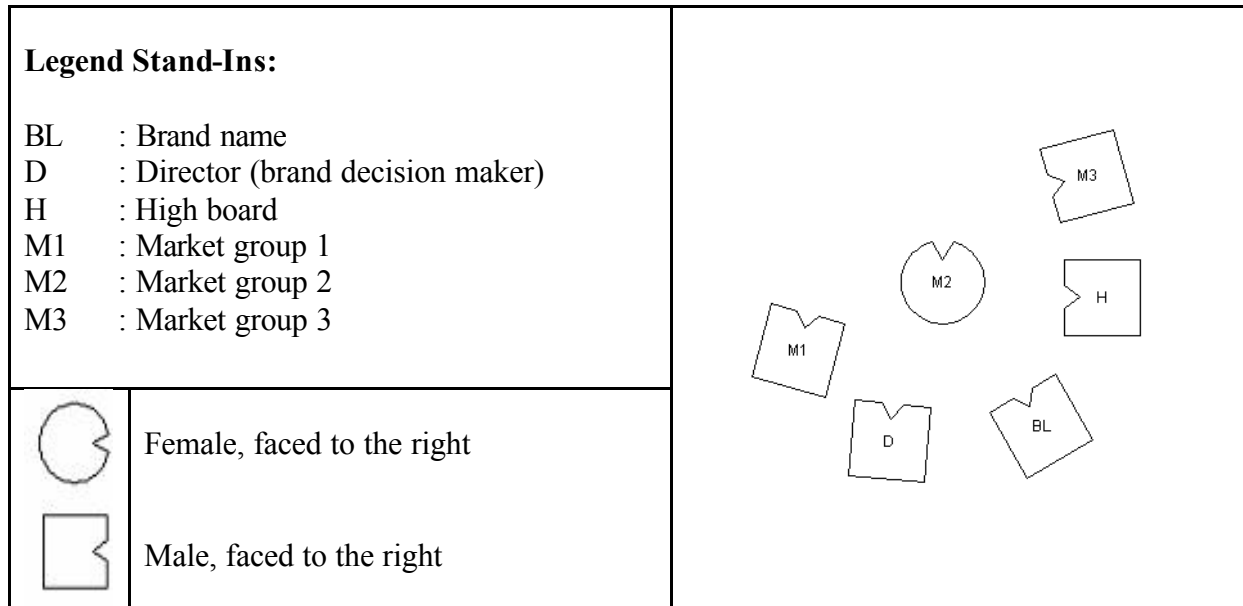 Legend Stand-Ins:
BL : Brand name
D : Director (brand decision maker)
H : High board
M1 : Market group 1
M2 : Market group 2
M3 : Market group 3
Female, faced to the right
Male, faced to the right
M3
M2
H
M1
BL
D